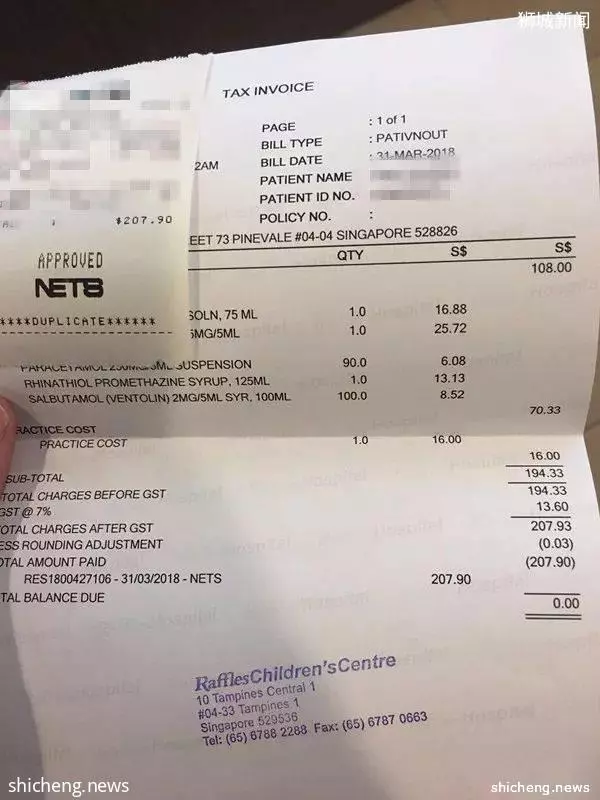 狮城新闻
TAX INVOICE
PAGE : 1 of 1
BILL TYPE : PATIVNOUT
2AM BILL DATE : 31-MAR-2018
PATIENT NAME
PATIENT ID NO.
POLICY NO. :
EET 73 PINEVALE #04-04 SINGAPORE 528826
$207.90
APPROVED
NETS
****DUPLICATE******
QTY S$ S$
108.00
SOLN, 75 ML 1.0 16.88
5MG/5ML 1.0 25.72
PARACETAMOL 250MG/5ML SUSPENSION 90.0 6.08
RHINATHIOL PROMETHAZINE SYRUP, 125ML 1.0 13.13
SALBUTAMOL (VENTOLIN) 2MG/5ML SYR, 100ML 100.0 8.52
70.33
RACTICE COST
PRACTICE COST 1.0 16.00
16.00
SUB-TOTAL 194.33
TOTAL CHARGES BEFORE GST 194.33
GST @ 7% 13.60
OTAL CHARGES AFTER GST 207.93
ESS ROUNDING ADJUSTMENT (0.03)
OTAL AMOUNT PAID (207.90)
RES1800427106 - 31/03/2018 - NETS 207.90
TAL BALANCE DUE 0.00
RafflesChildren'sCentre
10 Tampines Central 1
#04-33 Tampines 1
Singapore 529536
Tel: (65) 6788 2288 Fax: (65) 6787 0663
shicheng.news
shicheng.news